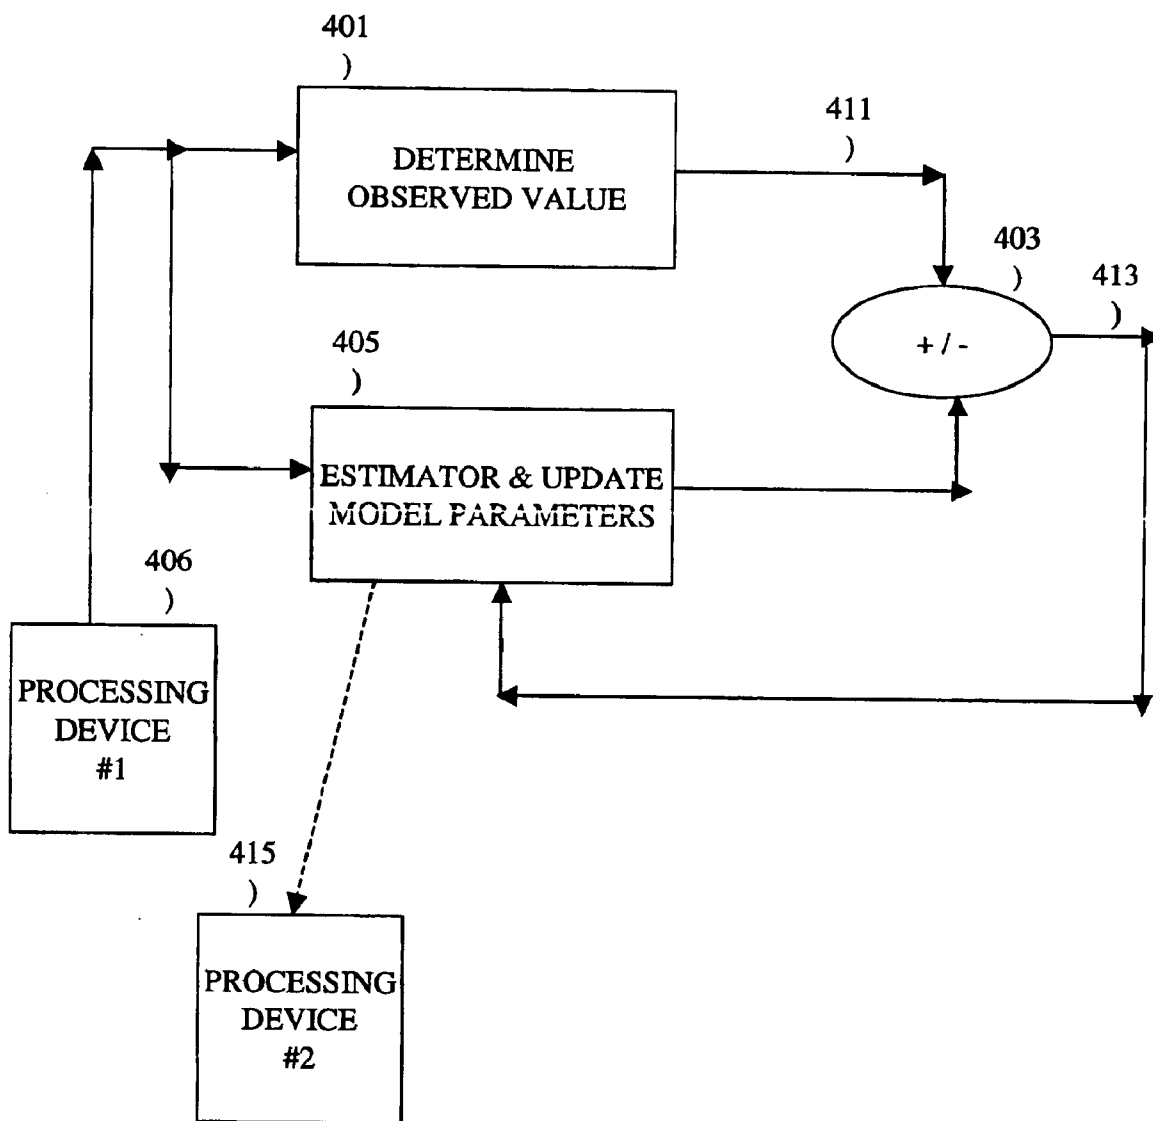 401
)
DETERMINE
OBSERVED VALUE
411
)
403
)
413
)
+ / -
405
)
ESTIMATOR & UPDATE
MODEL PARAMETERS
406
)
PROCESSING
DEVICE
#1
415
)
PROCESSING
DEVICE
#2